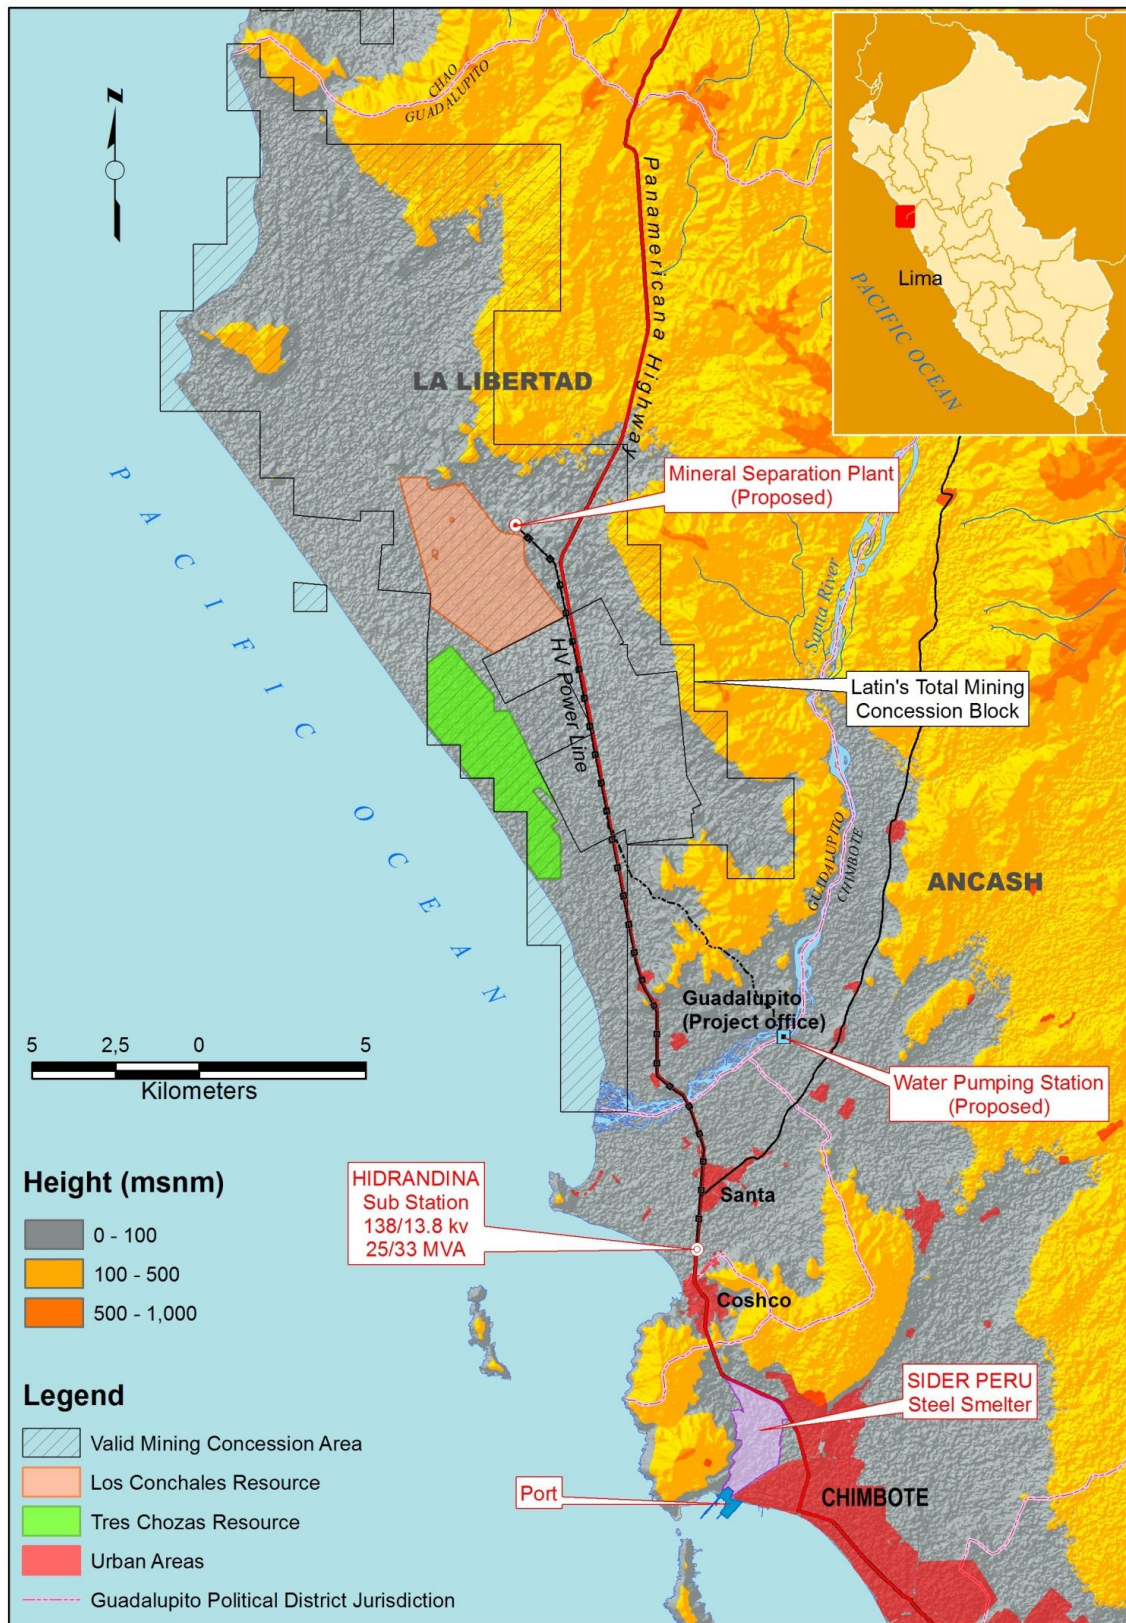 CHAO
GUADALUPITO
N
Panamericana Highway
Lima
PACIFIC OCEAN
LA LIBERTAD
Mineral Separation Plant
(Proposed)
PACIFIC OCEAN
Santa River
HV Power Line
Latin's Total Mining
Concession Block
GUADALUPITO
CHIMBOTE
ANCASH
Guadalupito
(Project office)
5 2,5 0 5
Kilometers
Water Pumping Station
(Proposed)
Height (msnm)
0 - 100
100 - 500
500 - 1,000
HIDRANDINA
Sub Station
138/13.8 kv
25/33 MVA
Santa
Coshco
SIDER PERU
Steel Smelter
Port
CHIMBOTE
Legend
Valid Mining Concession Area
Los Conchales Resource
Tres Chozas Resource
Urban Areas
Guadalupito Political District Jurisdiction